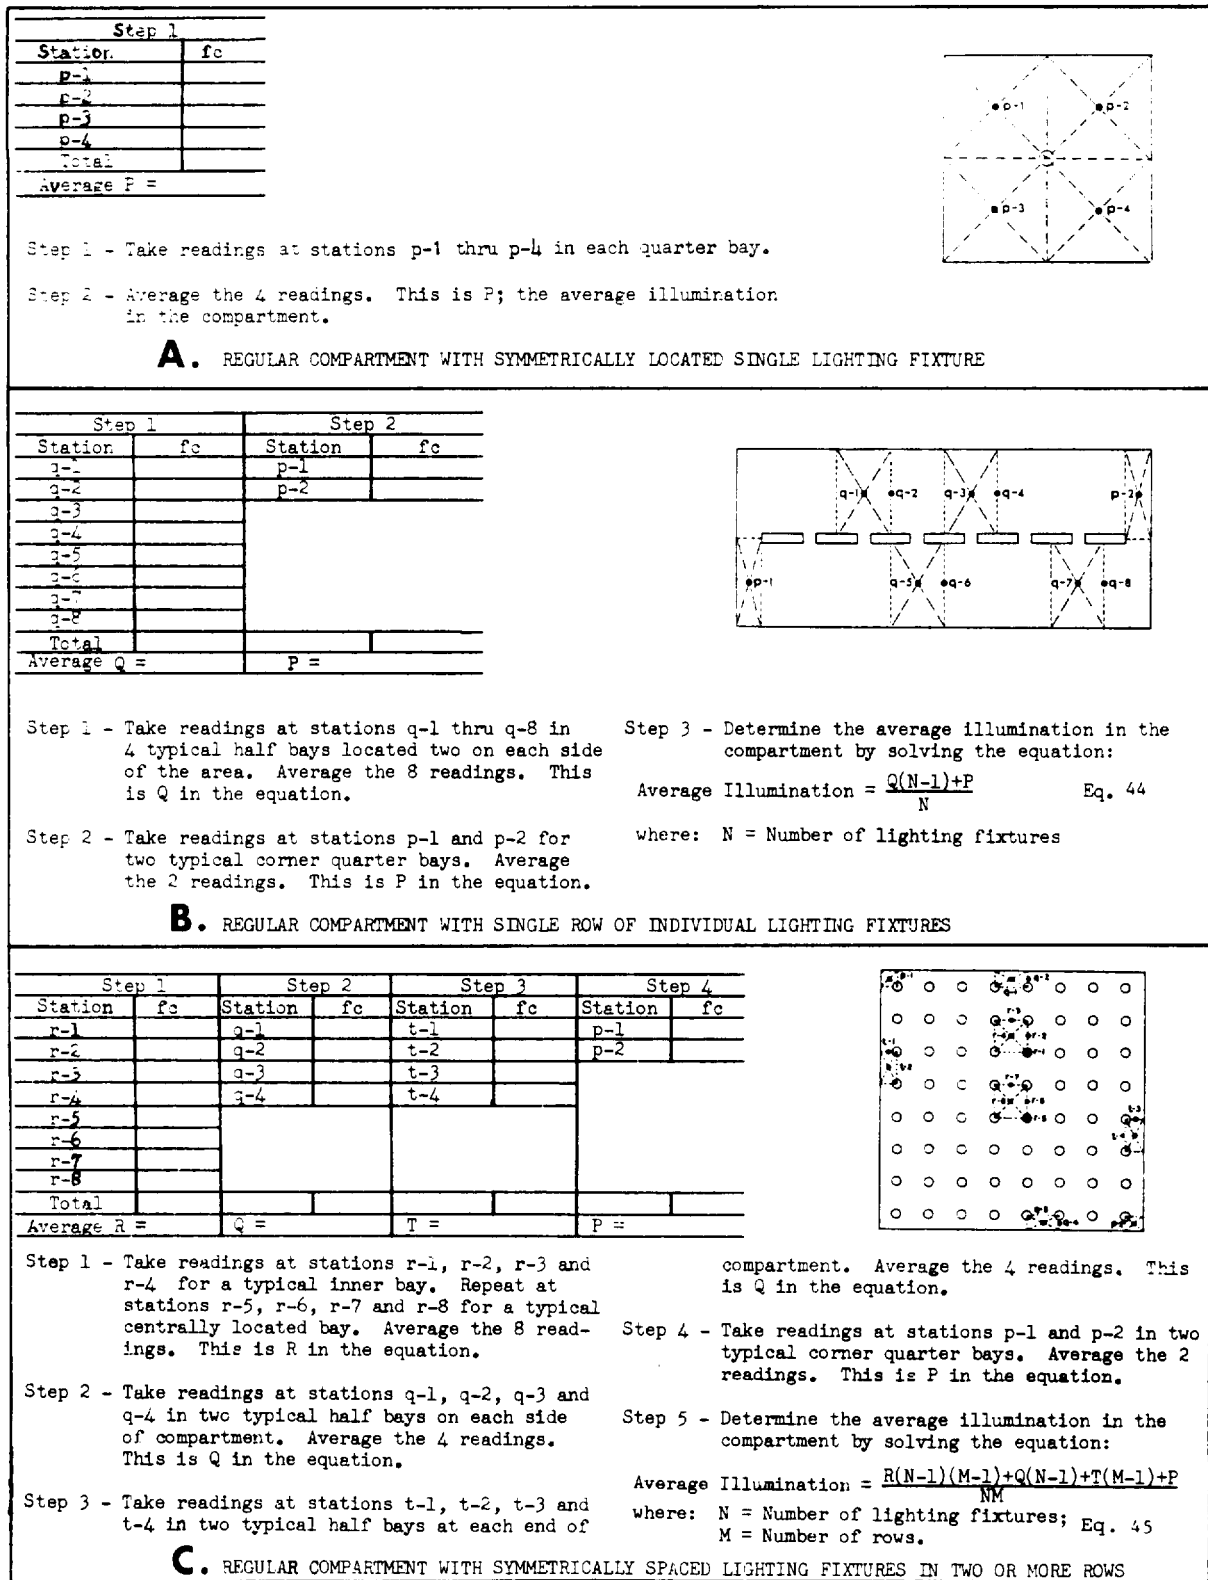 Step 1
Station fc
p-1
p-2
p-3
p-4
Total
Average P =
p-1 p-2
p-3 p-4
Step 1 - Take readings at stations p-1 thru p-4 in each quarter bay.
Step 2 - Average the 4 readings. This is P; the average illumination
in the compartment.
A. REGULAR COMPARTMENT WITH SYMMETRICALLY LOCATED SINGLE LIGHTING FIXTURE
Step 1 Step 2
Station fc Station fc
q-1 p-1
q-2 p-2
q-3
q-4
q-5
q-6
q-7
q-8
Total
Average Q = P =
q-1 q-2 q-3 q-4 p-2
p-1 q-5 q-6 q-7 q-8
Step 1 - Take readings at stations q-1 thru q-8 in
4 typical half bays located two on each side
of the area. Average the 8 readings. This
is Q in the equation.
Step 2 - Take readings at stations p-1 and p-2 for
two typical corner quarter bays. Average
the 2 readings. This is P in the equation.
Step 3 - Determine the average illumination in the
compartment by solving the equation:
Average Illumination = Q(N-1)+P / N Eq. 44
where: N = Number of lighting fixtures
B. REGULAR COMPARTMENT WITH SINGLE ROW OF INDIVIDUAL LIGHTING FIXTURES
Step 1 Step 2 Step 3 Step 4
Station fc Station fc Station fc Station fc
r-1 q-1 t-1 p-1
r-2 q-2 t-2 p-2
r-3 q-3 t-3
r-4 q-4 t-4
r-5
r-6
r-7
r-8
Total
Average R = Q = T = P =
p-1 q-2
r-3
r-2
t-1 r-1
t-2
r-7
r-5
t-3
t-4
q-4
Step 1 - Take readings at stations r-1, r-2, r-3 and
r-4 for a typical inner bay. Repeat at
stations r-5, r-6, r-7 and r-8 for a typical
centrally located bay. Average the 8 read-
ings. This is R in the equation.
Step 2 - Take readings at stations q-1, q-2, q-3 and
q-4 in two typical half bays on each side
of compartment. Average the 4 readings.
This is Q in the equation.
Step 3 - Take readings at stations t-1, t-2, t-3 and
t-4 in two typical half bays at each end of
compartment. Average the 4 readings. This
is Q in the equation.
Step 4 - Take readings at stations p-1 and p-2 in two
typical corner quarter bays. Average the 2
readings. This is P in the equation.
Step 5 - Determine the average illumination in the
compartment by solving the equation:
Average Illumination = R(N-1)(M-1)+Q(N-1)+T(M-1)+P / NM
where: N = Number of lighting fixtures; Eq. 45
M = Number of rows.
C. REGULAR COMPARTMENT WITH SYMMETRICALLY SPACED LIGHTING FIXTURES IN TWO OR MORE ROWS